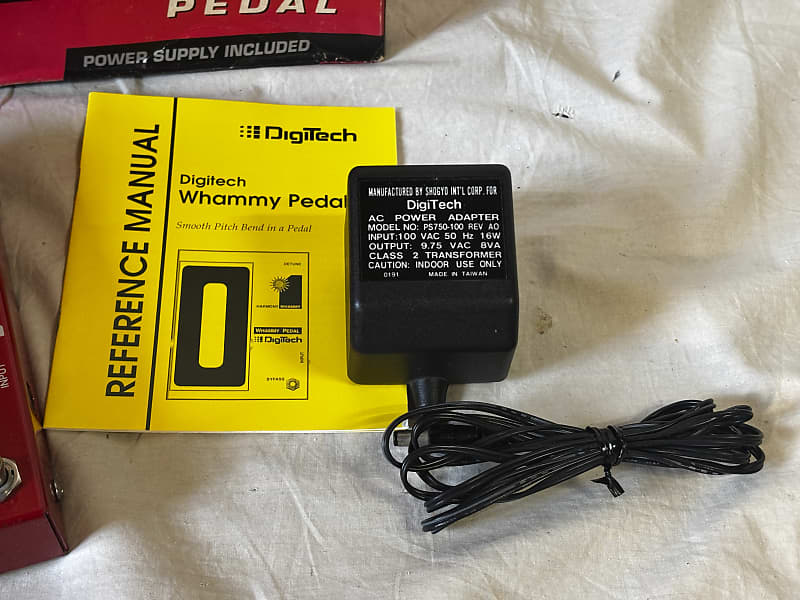 PEDAL
POWER SUPPLY INCLUDED
REFERENCE MANUAL
DigiTech
Digitech
Whammy Pedal
Smooth Pitch Bend in a Pedal
DETUNE
HARMONY WHAMMY
WHAMMY PEDAL
DigiTech
INPUT
BYPASS
MANUFACTURED BY SHOGYO INT'L CORP. FOR
DigiTech
AC POWER ADAPTER
MODEL NO: PS750-100 REV A0
INPUT:100 VAC 50 Hz 16W
OUTPUT: 9.75 VAC 8VA
CLASS 2 TRANSFORMER
CAUTION: INDOOR USE ONLY
0191 MADE IN TAIWAN
INPUT